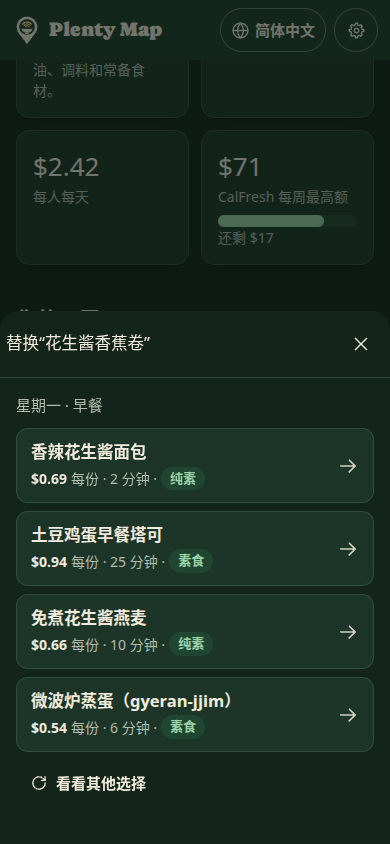 Plenty Map
简体中文
油、调料和常备食
材。
$2.42
每人每天
$71
CalFresh 每周最高额
还剩 $17
替换“花生酱香蕉卷”
星期一 · 早餐
香辣花生酱面包
$0.69 每份 · 2 分钟 · 纯素
土豆鸡蛋早餐塔可
$0.94 每份 · 25 分钟 · 素食
免煮花生酱燕麦
$0.66 每份 · 10 分钟 · 纯素
微波炉蒸蛋（gyeran-jjim）
$0.54 每份 · 6 分钟 · 素食
看看其他选择